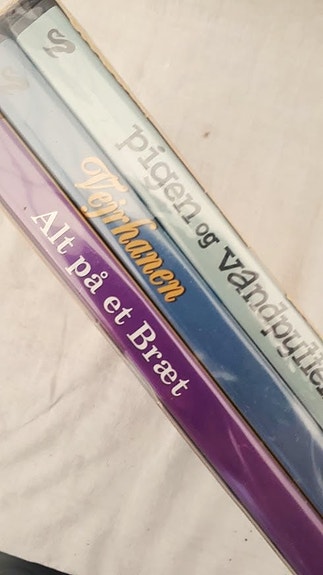 pigen og vandpytten
Vejrhanen
Alt på et Bræt